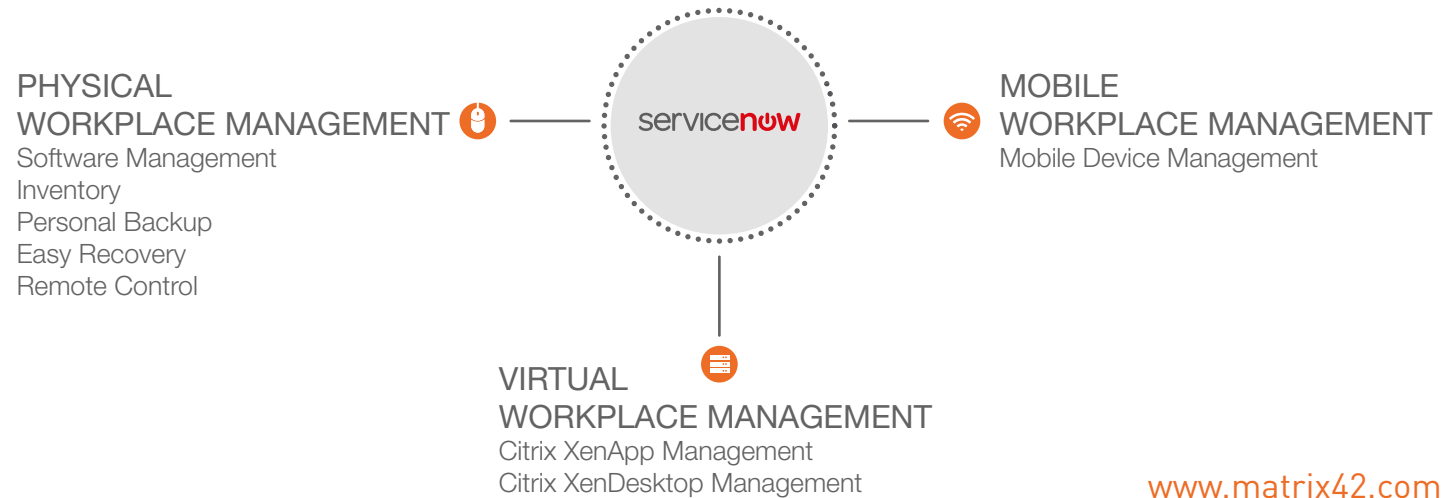 PHYSICAL
WORKPLACE MANAGEMENT
Software Management
Inventory
Personal Backup
Easy Recovery
Remote Control
servicenow
MOBILE
WORKPLACE MANAGEMENT
Mobile Device Management
VIRTUAL
WORKPLACE MANAGEMENT
Citrix XenApp Management
Citrix XenDesktop Management
www.matrix42.com